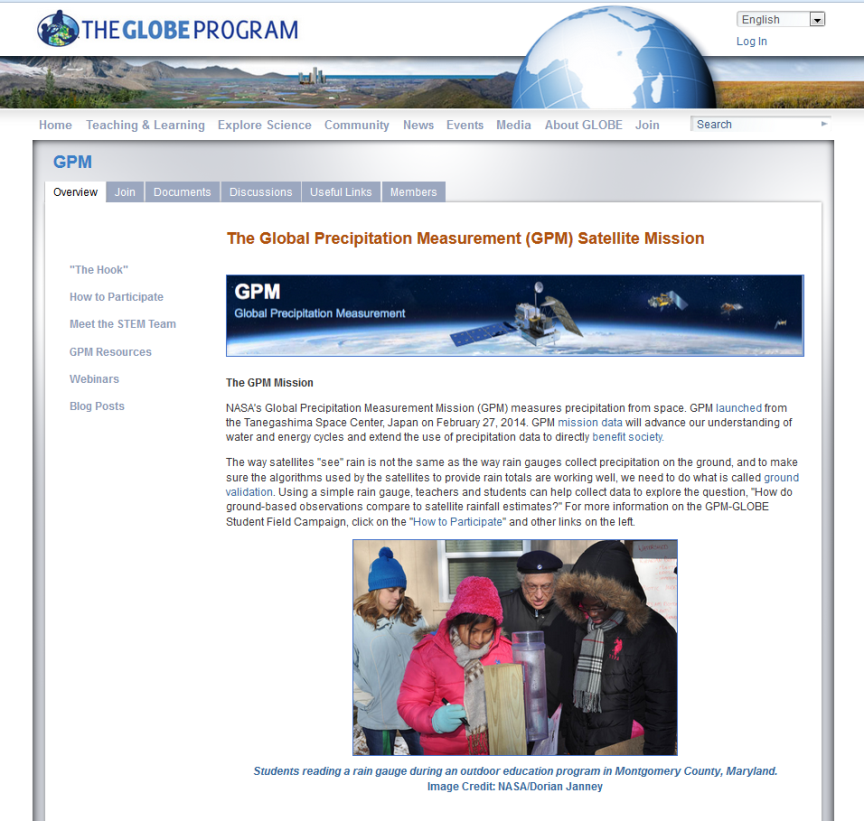 THE GLOBE PROGRAM
English
Log In
Home Teaching & Learning Explore Science Community News Events Media About GLOBE Join Search
GPM
Overview Join Documents Discussions Useful Links Members
The Global Precipitation Measurement (GPM) Satellite Mission
"The Hook"
How to Participate
Meet the STEM Team
GPM Resources
Webinars
Blog Posts
GPM
Global Precipitation Measurement
The GPM Mission
NASA's Global Precipitation Measurement Mission (GPM) measures precipitation from space. GPM launched from
the Tanegashima Space Center, Japan on February 27, 2014. GPM mission data will advance our understanding of
water and energy cycles and extend the use of precipitation data to directly benefit society.
The way satellites "see" rain is not the same as the way rain gauges collect precipitation on the ground, and to make
sure the algorithms used by the satellites to provide rain totals are working well, we need to do what is called ground
validation. Using a simple rain gauge, teachers and students can help collect data to explore the question, "How do
ground-based observations compare to satellite rainfall estimates?" For more information on the GPM-GLOBE
Student Field Campaign, click on the "How to Participate" and other links on the left.
Students reading a rain gauge during an outdoor education program in Montgomery County, Maryland.
Image Credit: NASA/Dorian Janney